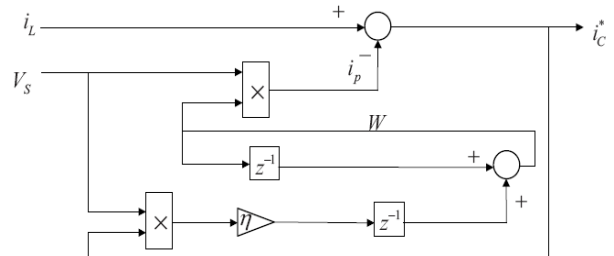 +
i_L
i_C^*
−
i_p
V_S
×
W
z^{-1}
+
+
×
η
z^{-1}